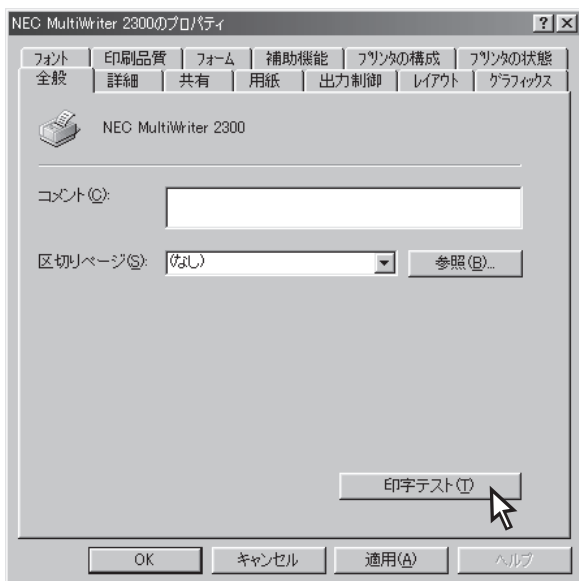 NEC MultiWriter 2300のプロパティ
フォント 印刷品質 フォーム 補助機能 プリンタの構成 プリンタの状態
全般 詳細 共有 用紙 出力制御 レイアウト グラフィックス
NEC MultiWriter 2300
コメント(C):
区切りページ(S): (なし) 参照(B)...
印字テスト(T)
OK キャンセル 適用(A) ヘルプ